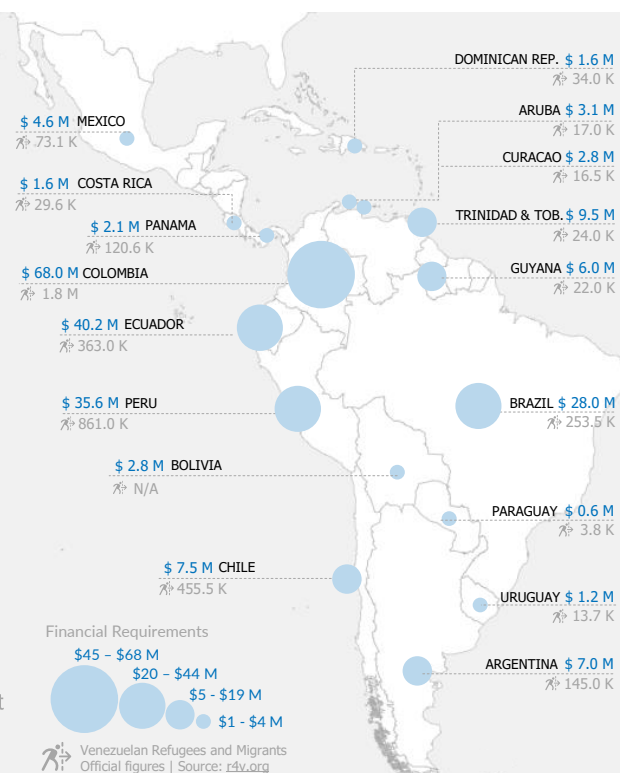 DOMINICAN REP. $ 1.6 M
34.0 K
ARUBA $ 3.1 M
17.0 K
CURACAO $ 2.8 M
16.5 K
TRINIDAD & TOB. $ 9.5 M
24.0 K
GUYANA $ 6.0 M
22.0 K
BRAZIL $ 28.0 M
253.5 K
PARAGUAY $ 0.6 M
3.8 K
URUGUAY $ 1.2 M
13.7 K
ARGENTINA $ 7.0 M
145.0 K
$ 4.6 M MEXICO
73.1 K
$ 1.6 M COSTA RICA
29.6 K
$ 2.1 M PANAMA
120.6 K
$ 68.0 M COLOMBIA
1.8 M
$ 40.2 M ECUADOR
363.0 K
$ 35.6 M PERU
861.0 K
$ 2.8 M BOLIVIA
N/A
$ 7.5 M CHILE
455.5 K
Financial Requirements
$45 – $68 M
$20 – $44 M
$5 - $19 M
$1 - $4 M
t
Venezuelan Refugees and Migrants
Official figures | Source: r4v.org